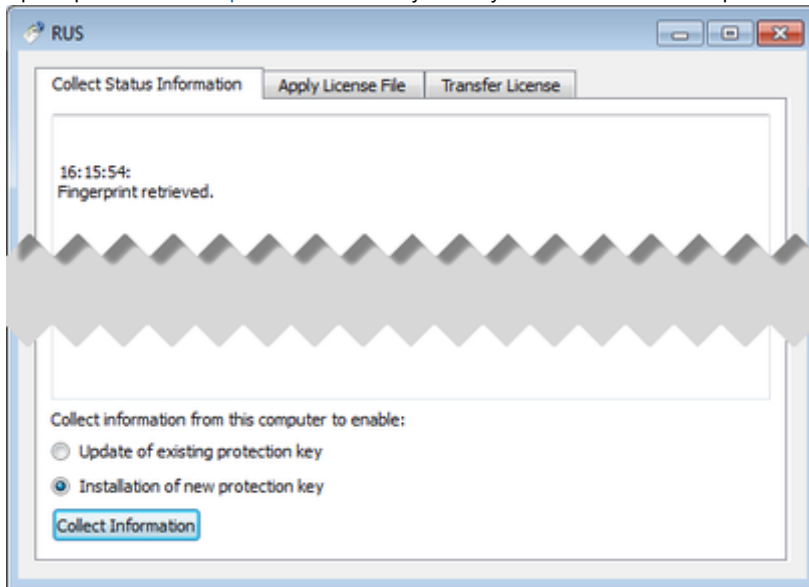 RUS
Collect Status Information Apply License File Transfer License
16:15:54:
Fingerprint retrieved.
Collect information from this computer to enable:
Update of existing protection key
Installation of new protection key
Collect Information